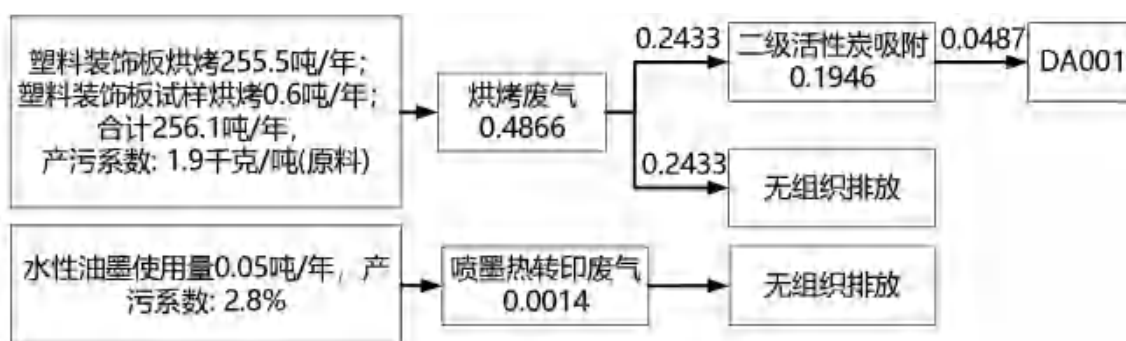 塑料装饰板烘烤255.5吨/年；
塑料装饰板试样烘烤0.6吨/年；
合计256.1吨/年，
产污系数: 1.9千克/吨(原料)
烘烤废气
0.4866
0.2433
二级活性炭吸附
0.1946
0.0487
DA001
0.2433
无组织排放
水性油墨使用量0.05吨/年，产
污系数: 2.8%
喷墨热转印废气
0.0014
无组织排放